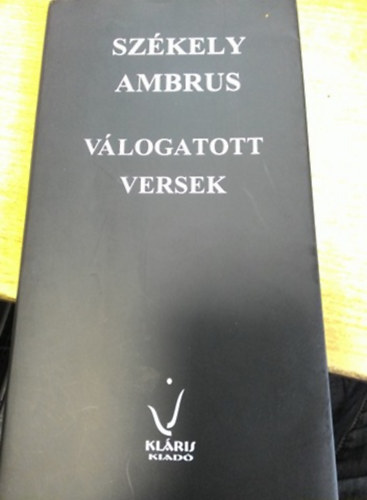 SZÉKELY
AMBRUS
VÁLOGATOTT
VERSEK
KLÁRIS
KIADÓ